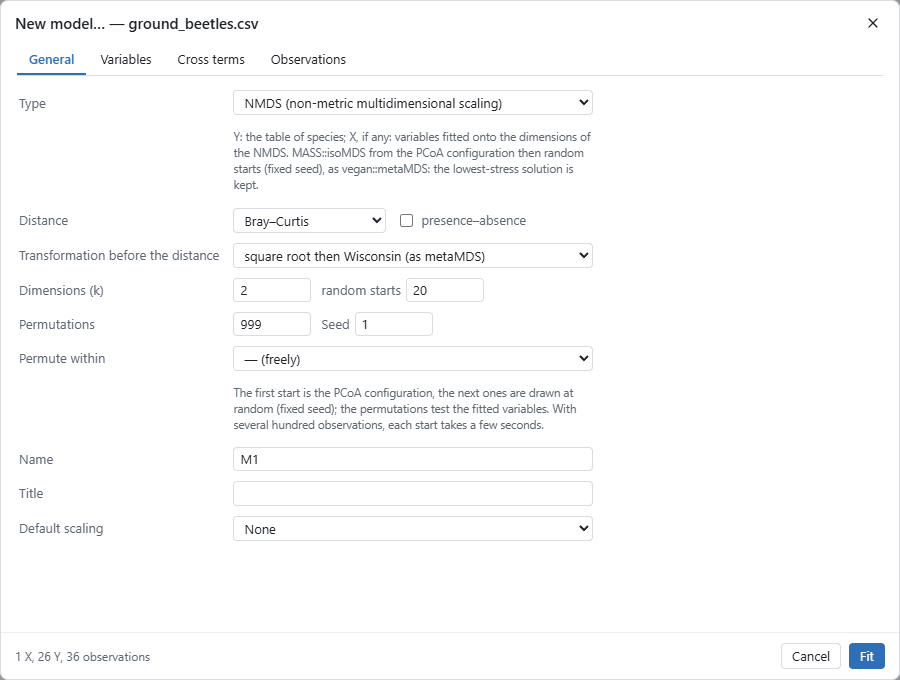 New model... — ground_beetles.csv
General Variables Cross terms Observations
Type NMDS (non-metric multidimensional scaling)
Y: the table of species; X, if any: variables fitted onto the dimensions of
the NMDS. MASS::isoMDS from the PCoA configuration then random
starts (fixed seed), as vegan::metaMDS: the lowest-stress solution is
kept.
Distance Bray–Curtis presence–absence
Transformation before the distance square root then Wisconsin (as metaMDS)
Dimensions (k) 2 random starts 20
Permutations 999 Seed 1
Permute within — (freely)
The first start is the PCoA configuration, the next ones are drawn at
random (fixed seed); the permutations test the fitted variables. With
several hundred observations, each start takes a few seconds.
Name M1
Title
Default scaling None
1 X, 26 Y, 36 observations Cancel Fit